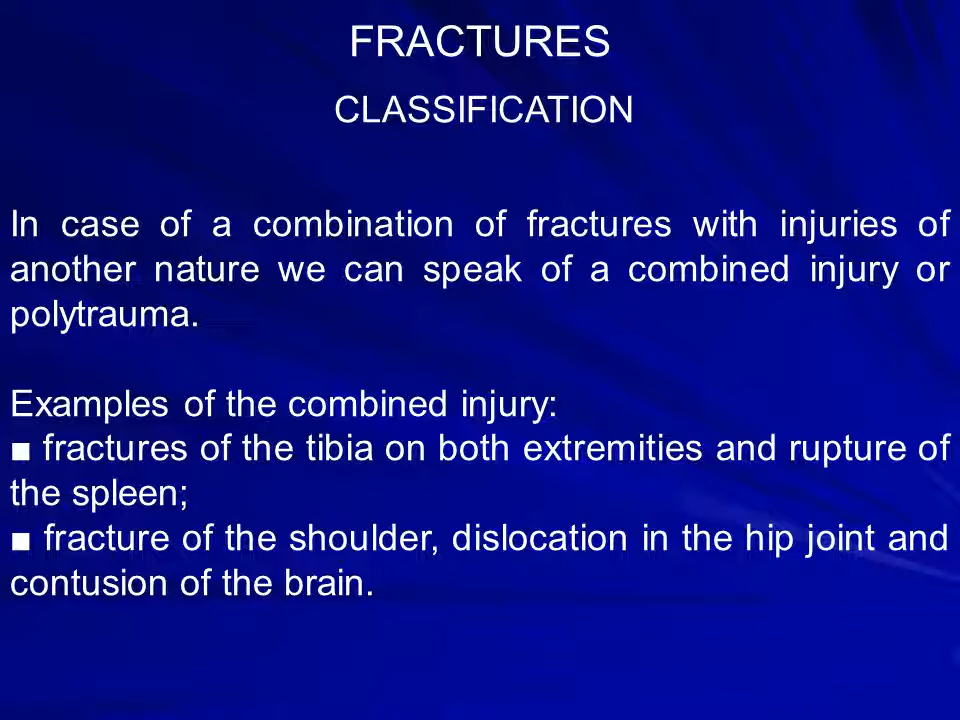 FRACTURES
CLASSIFICATION
In case of a combination of fractures with injuries of
another nature we can speak of a combined injury or
polytrauma.
Examples of the combined injury:
■ fractures of the tibia on both extremities and rupture of
the spleen;
■ fracture of the shoulder, dislocation in the hip joint and
contusion of the brain.